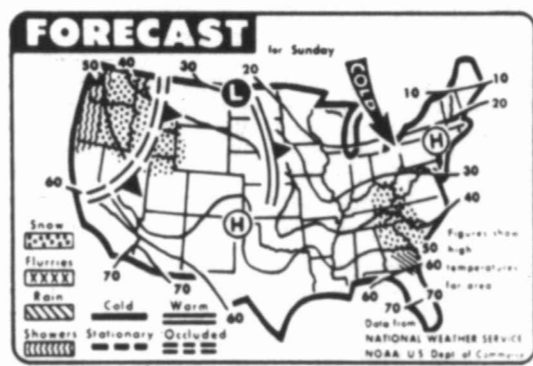 FORECAST
for Sunday
50 40 30 20
L
COLD
10 10
20
H
30
60
40
H
Snow
Flurries
Rain
Showers
Cold
Warm
Stationary
Occluded
70 70 60
50
60
60
70 70
Figures show
high
temperatures
for area
Data from
NATIONAL WEATHER SERVICE
NOAA U S Dept of Commerce